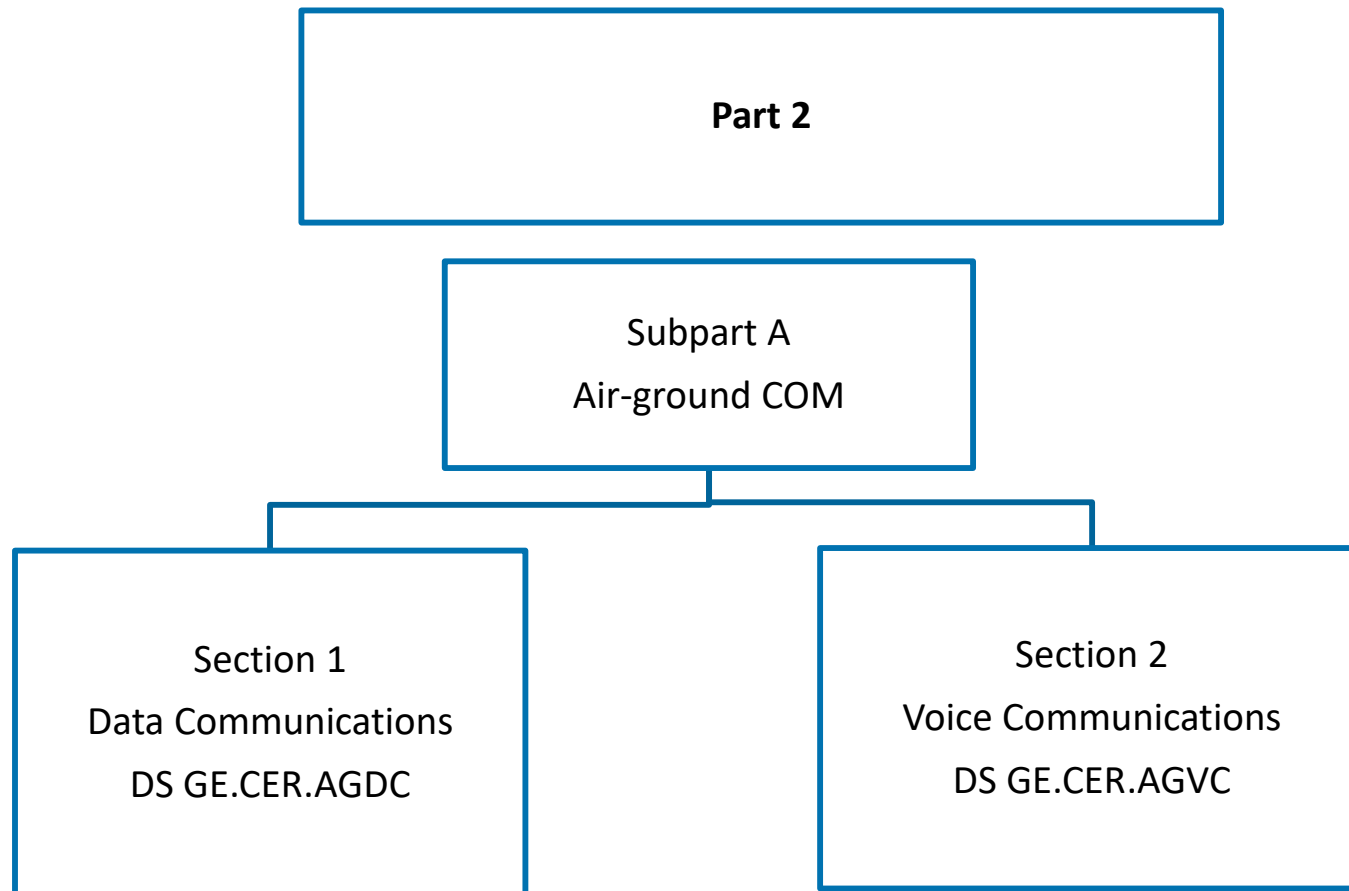 Part 2
Subpart A
Air-ground COM
Section 1
Data Communications
DS GE.CER.AGDC
Section 2
Voice Communications
DS GE.CER.AGVC